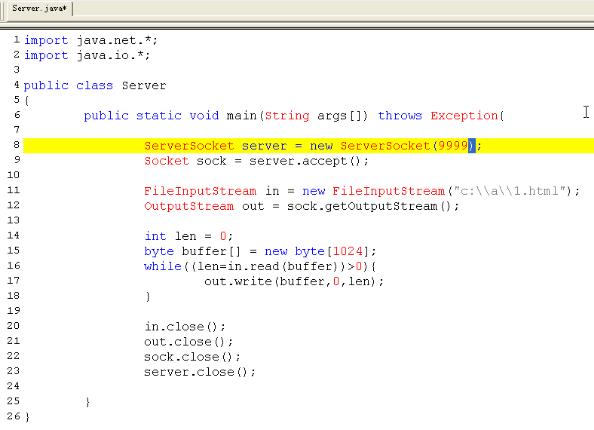 Server.java*
1 import java.net.*;
2 import java.io.*;
3
4 public class Server
5 {
6 public static void main(String args[]) throws Exception{
7
8 ServerSocket server = new ServerSocket(9999);
9 Socket sock = server.accept();
10
11 FileInputStream in = new FileInputStream("c:\\a\\1.html");
12 OutputStream out = sock.getOutputStream();
13
14 int len = 0;
15 byte buffer[] = new byte[1024];
16 while((len=in.read(buffer))>0){
17 out.write(buffer,0,len);
18 }
19
20 in.close();
21 out.close();
22 sock.close();
23 server.close();
24
25 }
26 }